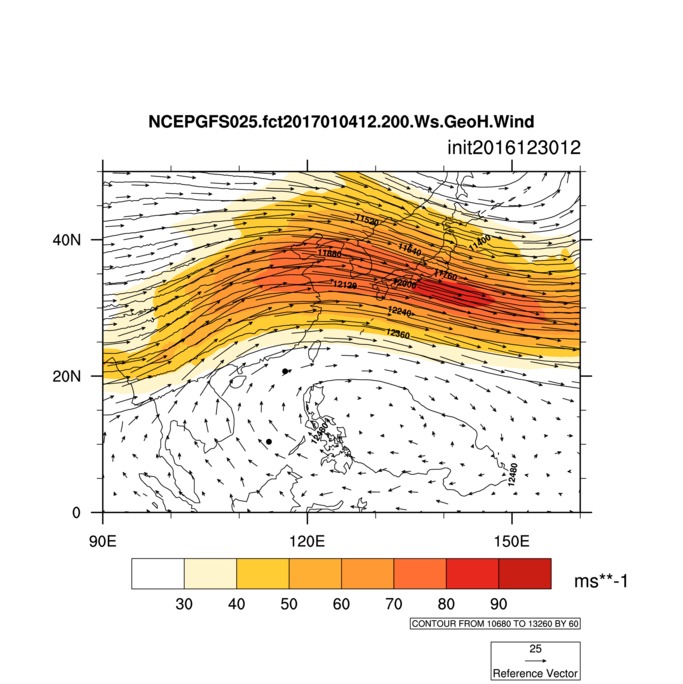 NCEPGFS025.fct2017010412.200.Ws.GeoH.Wind
init2016123012
40N
20N
0
11520
11400
11640
11880
11760
12000
12120
12240
12360
12480
12480
90E
120E
150E
30 40 50 60 70 80 90
ms**-1
CONTOUR FROM 10680 TO 13260 BY 60
25
Reference Vector